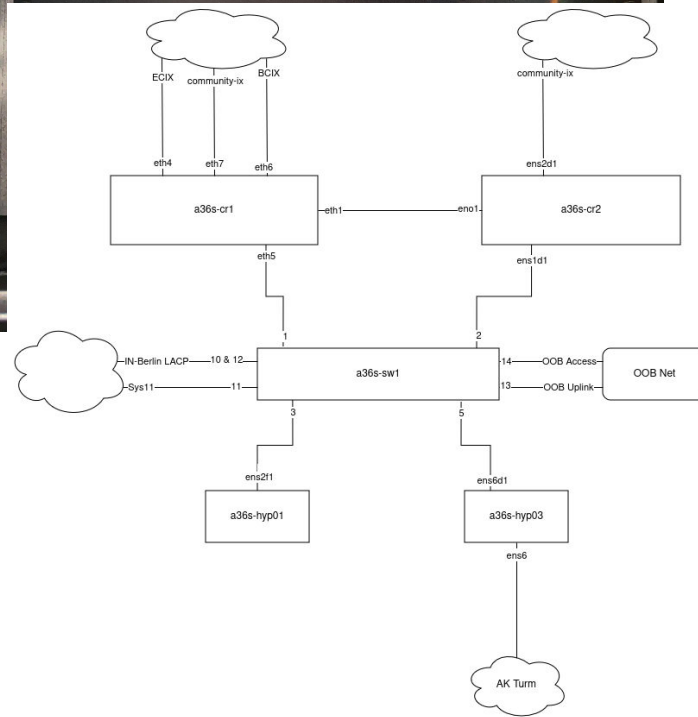 ECIX
community-ix
BCIX
community-ix
eth4
eth7
eth6
ens2d1
a36s-cr1
eth1
eno1
a36s-cr2
eth5
ens1d1
1
2
IN-Berlin LACP
10 & 12
a36s-sw1
14
OOB Access
OOB Net
Sys11
11
13
OOB Uplink
3
5
ens2f1
ens6d1
a36s-hyp01
a36s-hyp03
ens6
AK Turm